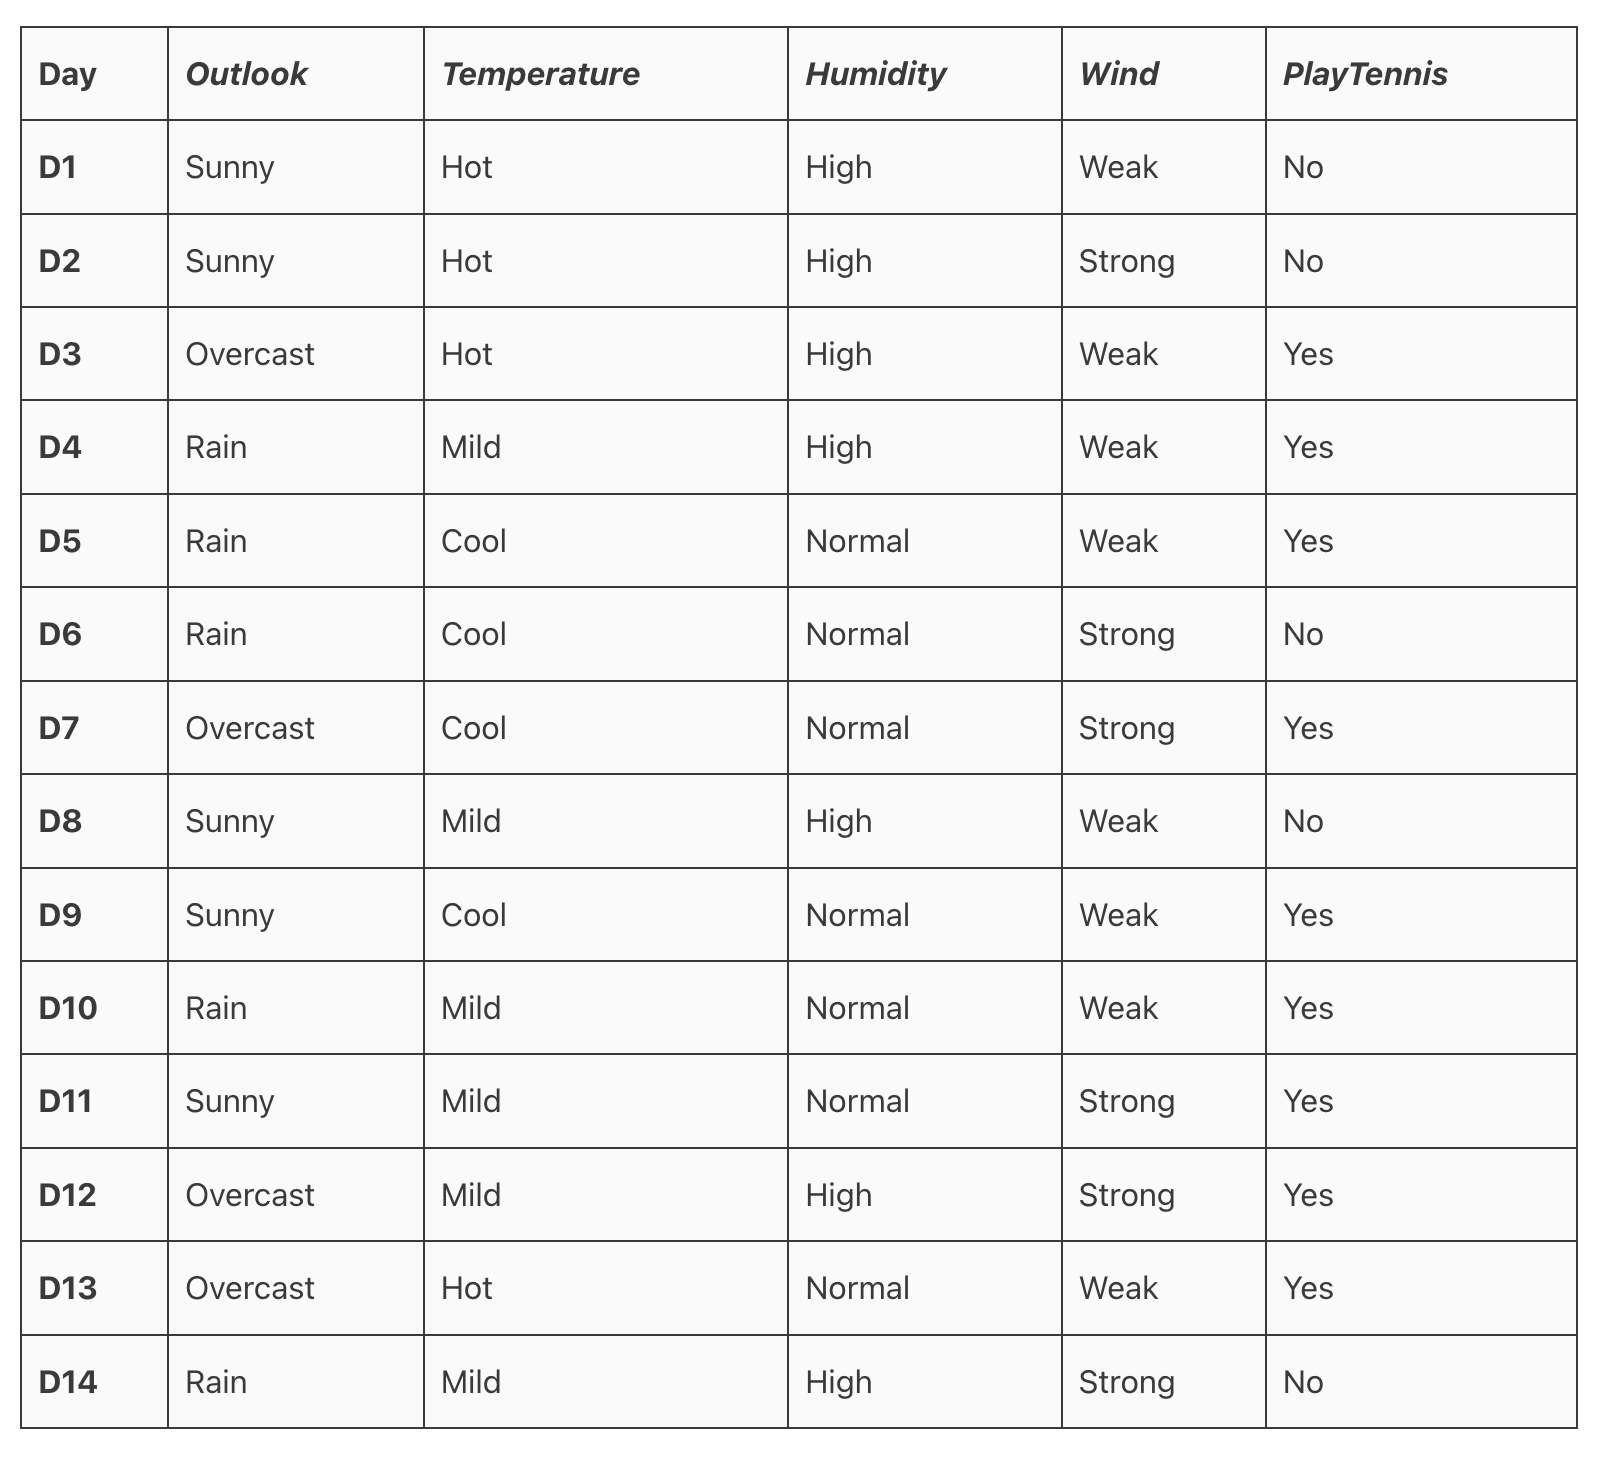 Day Outlook Temperature Humidity Wind PlayTennis
D1 Sunny Hot High Weak No
D2 Sunny Hot High Strong No
D3 Overcast Hot High Weak Yes
D4 Rain Mild High Weak Yes
D5 Rain Cool Normal Weak Yes
D6 Rain Cool Normal Strong No
D7 Overcast Cool Normal Strong Yes
D8 Sunny Mild High Weak No
D9 Sunny Cool Normal Weak Yes
D10 Rain Mild Normal Weak Yes
D11 Sunny Mild Normal Strong Yes
D12 Overcast Mild High Strong Yes
D13 Overcast Hot Normal Weak Yes
D14 Rain Mild High Strong No